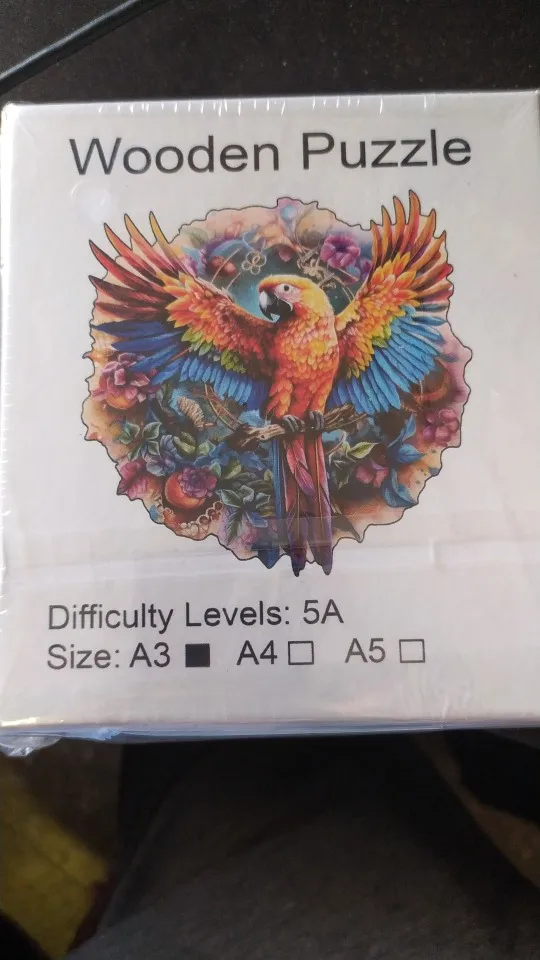 Wooden Puzzle
Difficulty Levels: 5A
Size: A3 ■ A4 □ A5 □